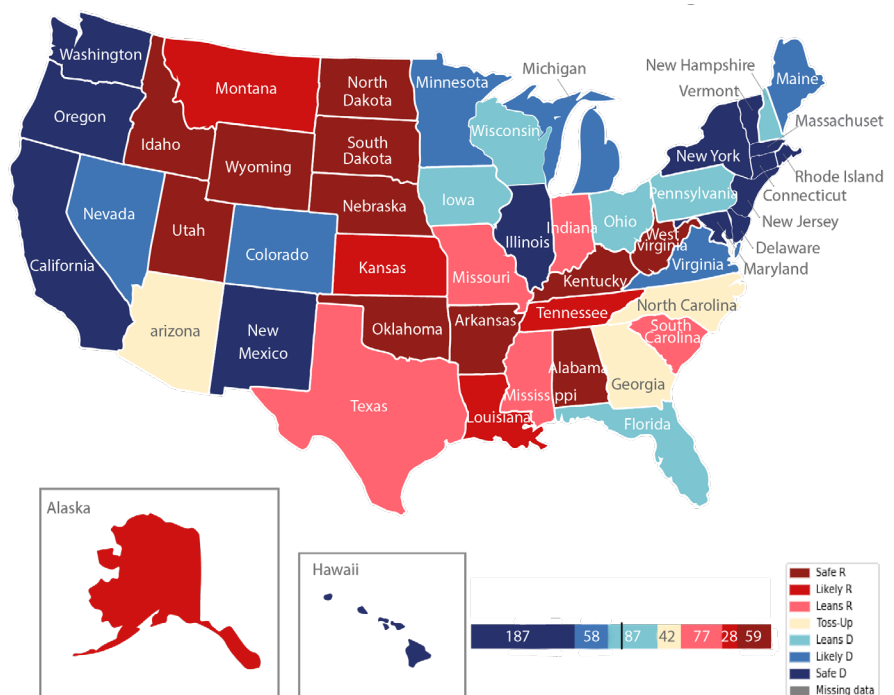 Washington
Oregon
California
Nevada
Idaho
Montana
Wyoming
Utah
arizona
Colorado
New
Mexico
North
Dakota
South
Dakota
Nebraska
Kansas
Oklahoma
Texas
Minnesota
Iowa
Missouri
Arkansas
Louisiana
Wisconsin
Illinois
Michigan
Indiana
Ohio
Kentucky
Tennessee
Mississippi
Alabama
Georgia
Florida
South
Carolina
North Carolina
Virginia
West
Virginia
Pennsylvania
New York
New Hampshire
Vermont
Maine
Massachuset
Rhode Island
Connecticut
New Jersey
Delaware
Maryland
Alaska
Hawaii
187 58 87 42 77 28 59
Safe R
Likely R
Leans R
Toss-Up
Leans D
Likely D
Safe D
Missing data